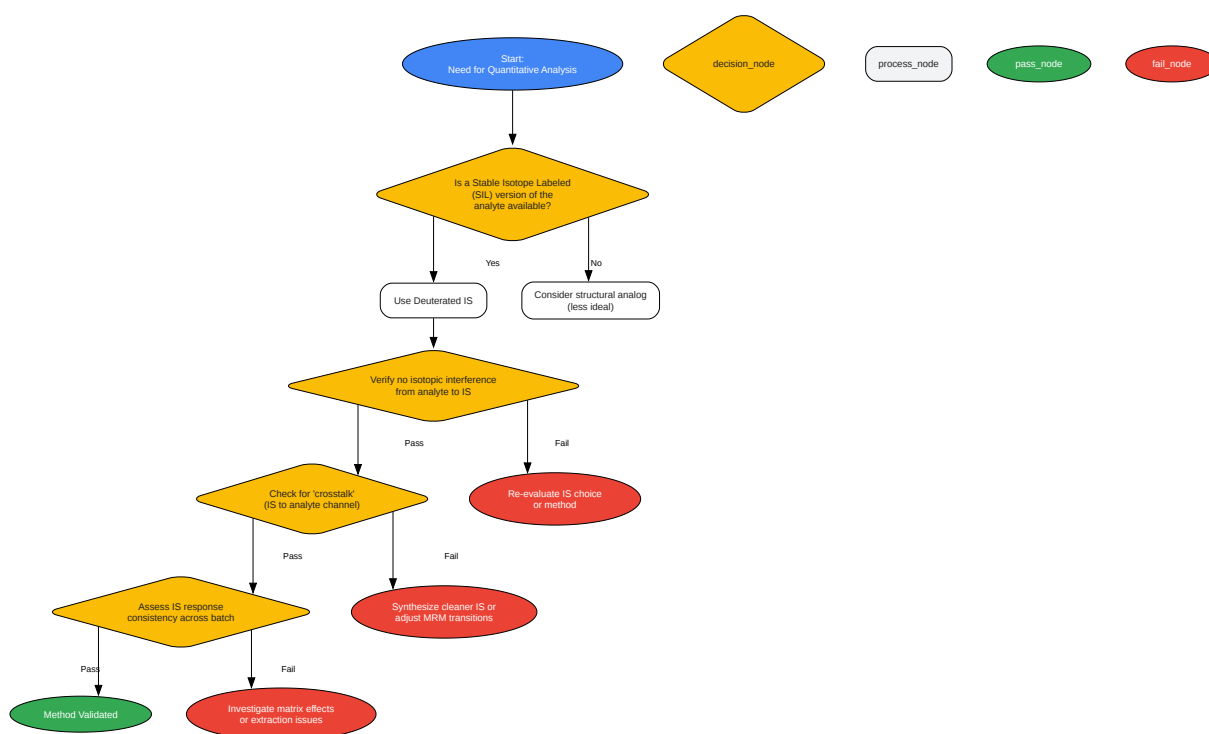 Start:
Need for Quantitative Analysis
decision_node
process_node
pass_node
fail_node
Is a Stable Isotope Labeled
(SIL) version of the
analyte available?
Yes
No
Use Deuterated IS
Consider structural analog
(less ideal)
Verify no isotopic interference
from analyte to IS
Pass
Fail
Check for 'crosstalk'
(IS to analyte channel)
Re-evaluate IS choice
or method
Pass
Fail
Assess IS response
consistency across batch
Synthesize cleaner IS or
adjust MRM transitions
Pass
Fail
Method Validated
Investigate matrix effects
or extraction issues